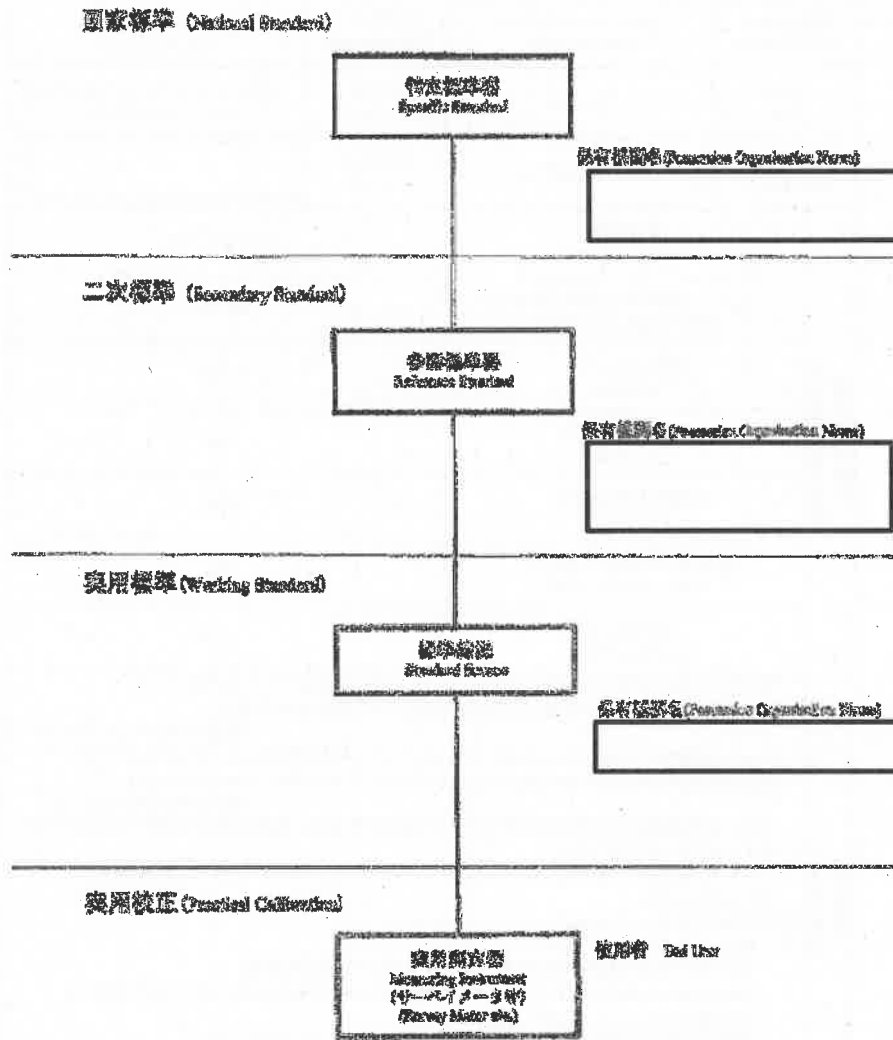 国家標準 (National Standard)
特定標準器
Specific Standard
保有機関名 (Possession Organization Name)
二次標準 (Secondary Standard)
参照標準器
Reference Standard
保有機関名 (Possession Organization Name)
実用標準 (Working Standard)
標準線源
Standard Source
保有機関名 (Possession Organization Name)
実用校正 (Practical Calibration)
実用測定器
Measuring Instrument
(サーベイメータ等)
(Survey Meter etc.)
使用者 End User